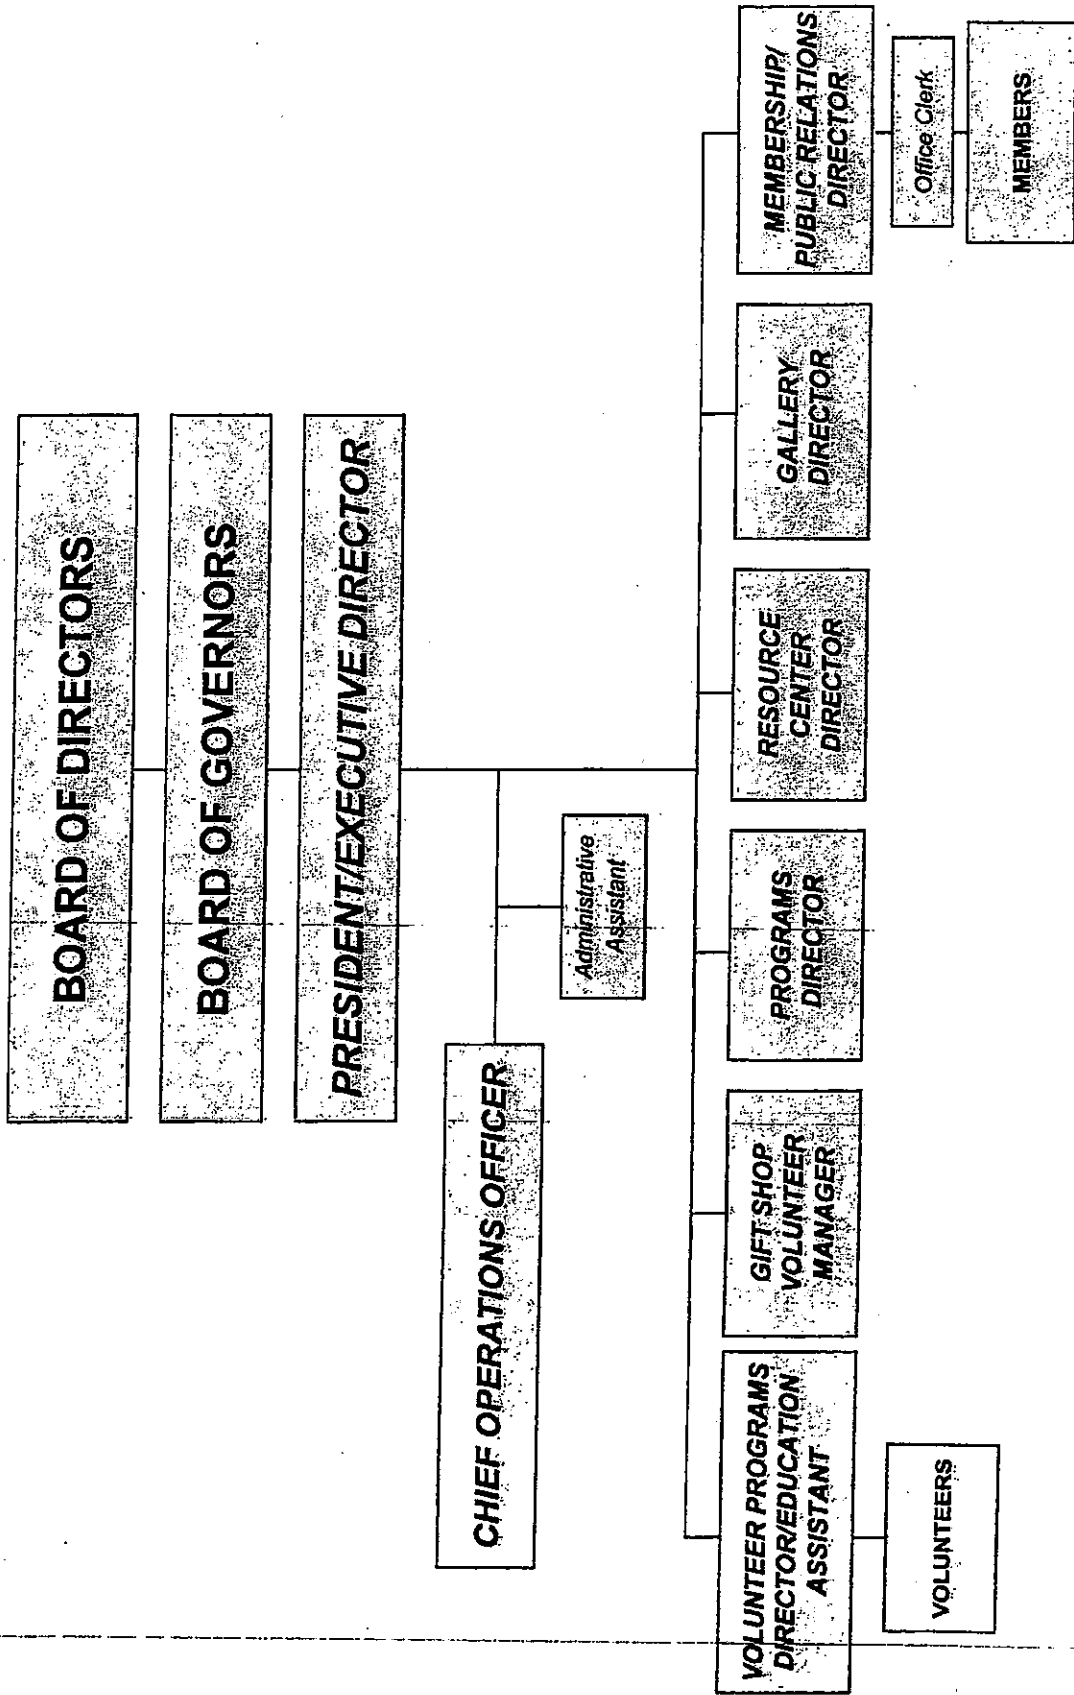 BOARD OF DIRECTORS
BOARD OF GOVERNORS
PRESIDENT/EXECUTIVE DIRECTOR
CHIEF OPERATIONS OFFICER
Administrative
Assistant
VOLUNTEER PROGRAMS
DIRECTOR/EDUCATION
ASSISTANT
GIFT SHOP
VOLUNTEER
MANAGER
PROGRAMS
DIRECTOR
RESOURCE
CENTER
DIRECTOR
GALLERY
DIRECTOR
MEMBERSHIP/
PUBLIC RELATIONS
DIRECTOR
VOLUNTEERS
Office Clerk
MEMBERS